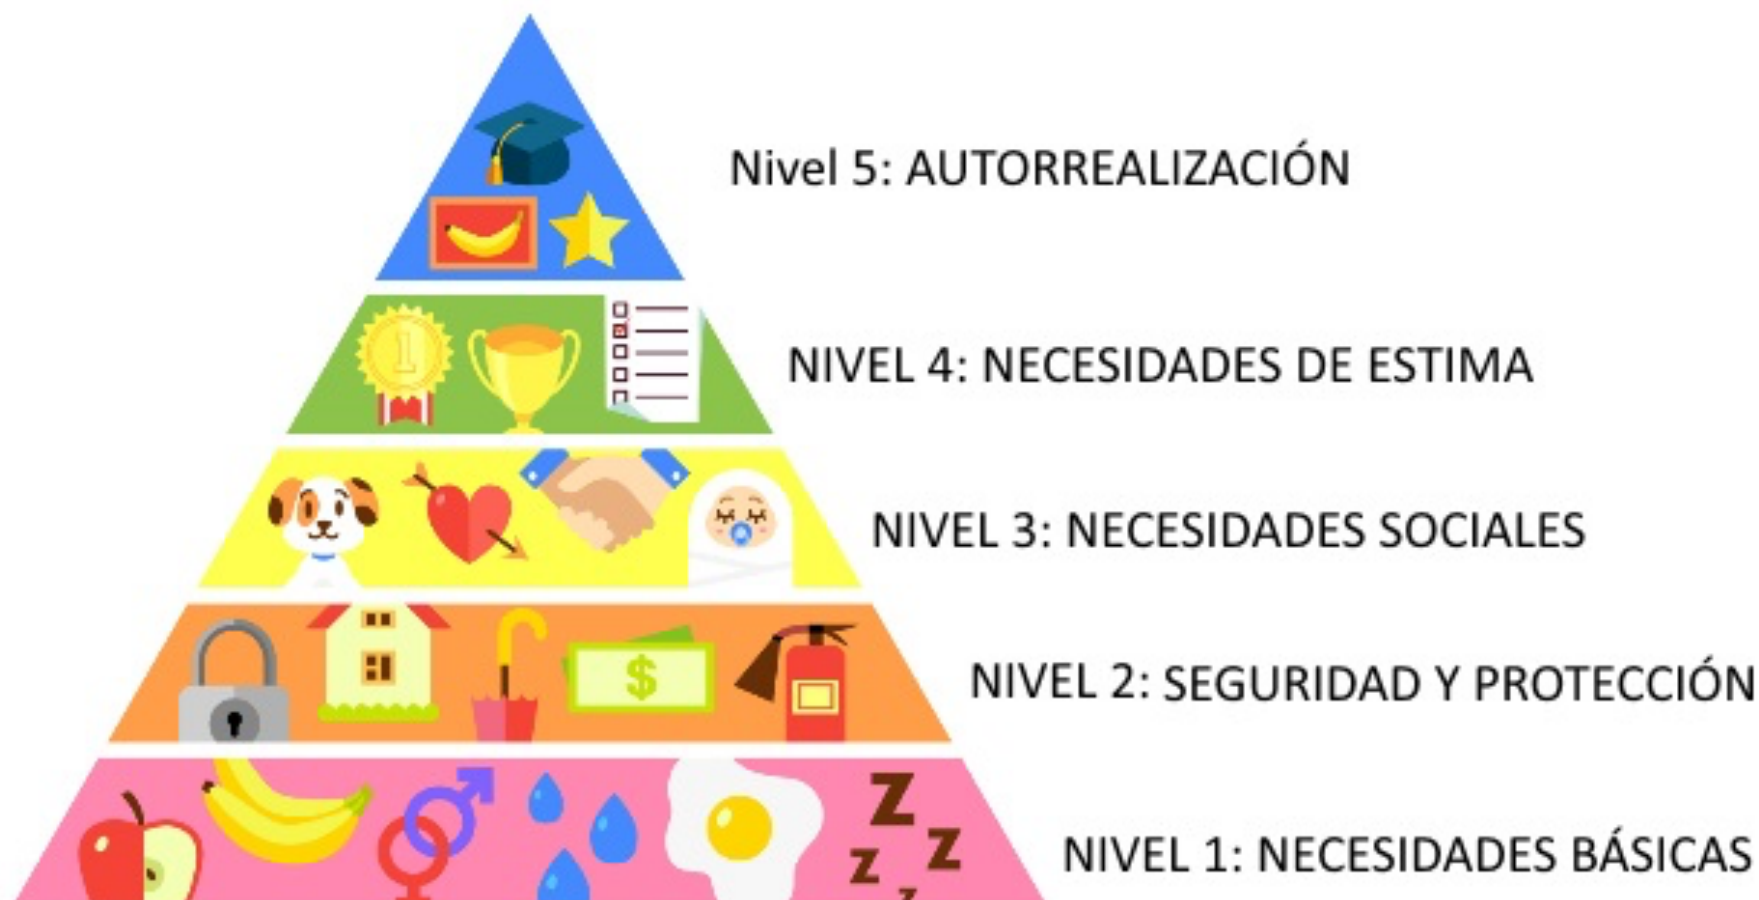 Nivel 5: AUTORREALIZACIÓN
1
NIVEL 4: NECESIDADES DE ESTIMA
NIVEL 3: NECESIDADES SOCIALES
$
NIVEL 2: SEGURIDAD Y PROTECCIÓN
Z
Z
Z
Z
NIVEL 1: NECESIDADES BÁSICAS